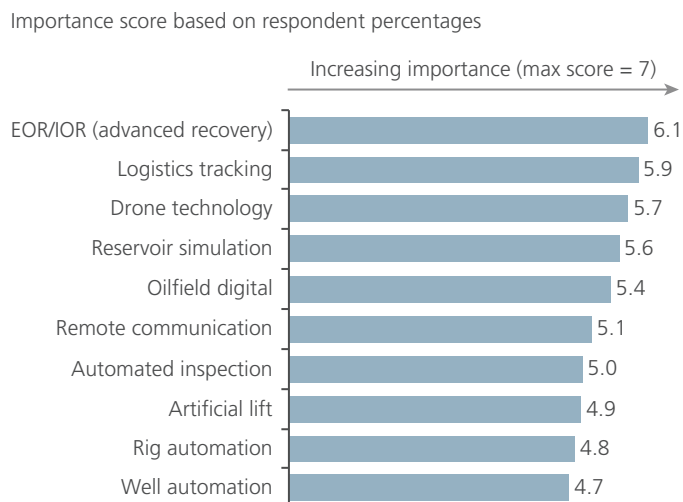 Importance score based on respondent percentages
Increasing importance (max score = 7)
EOR/IOR (advanced recovery) 6.1
Logistics tracking 5.9
Drone technology 5.7
Reservoir simulation 5.6
Oilfield digital 5.4
Remote communication 5.1
Automated inspection 5.0
Artificial lift 4.9
Rig automation 4.8
Well automation 4.7